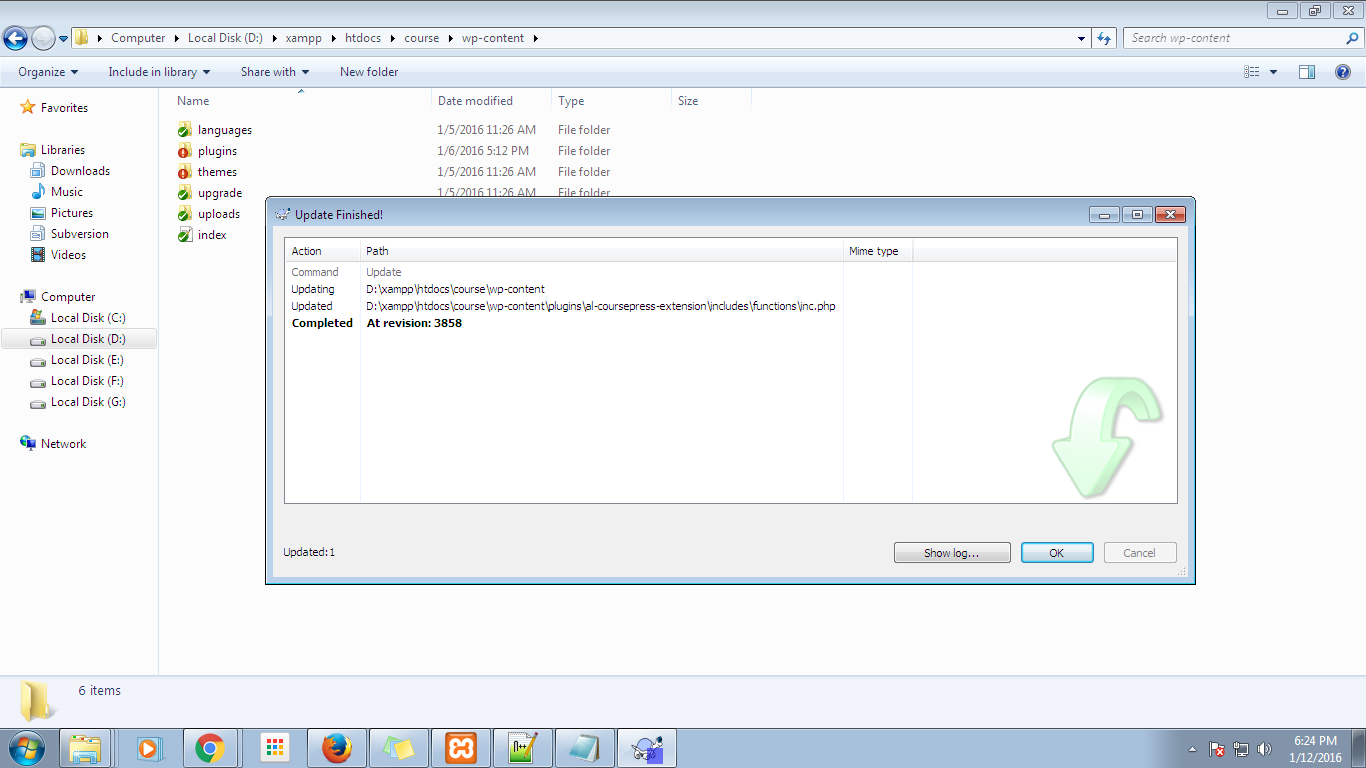 Computer Local Disk (D:) xampp htdocs course wp-content
Search wp-content
Organize Include in library Share with New folder
Favorites
Libraries
Downloads
Music
Pictures
Subversion
Videos
Computer
Local Disk (C:)
Local Disk (D:)
Local Disk (E:)
Local Disk (F:)
Local Disk (G:)
Network
Name Date modified Type Size
languages 1/5/2016 11:26 AM File folder
plugins 1/6/2016 5:12 PM File folder
themes 1/5/2016 11:26 AM File folder
upgrade 1/5/2016 11:26 AM File folder
uploads
index
Update Finished!
Action Path Mime type
Command Update
Updating D:\xampp\htdocs\course\wp-content
Updated D:\xampp\htdocs\course\wp-content\plugins\al-coursepress-extension\includes\functions\inc.php
Completed At revision: 3858
Updated:1
Show log... OK Cancel
6 items
6:24 PM
1/12/2016